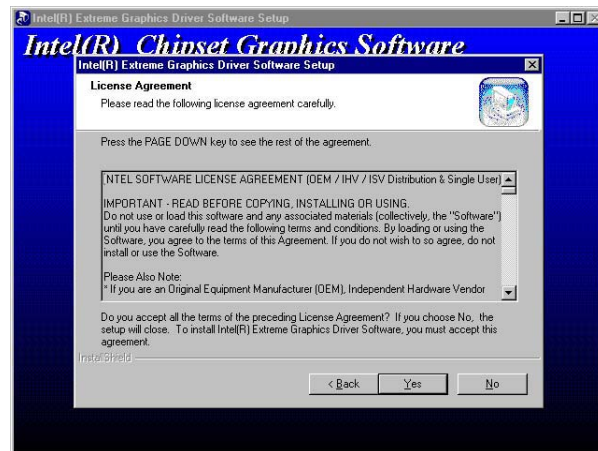 Intel(R) Extreme Graphics Driver Software Setup
Intel(R) Chipset Graphics Software
Intel(R) Extreme Graphics Driver Software Setup
License Agreement
Please read the following license agreement carefully.
Press the PAGE DOWN key to see the rest of the agreement.
NTEL SOFTWARE LICENSE AGREEMENT (OEM / IHV / ISV Distribution & Single User)
IMPORTANT - READ BEFORE COPYING, INSTALLING OR USING.
Do not use or load this software and any associated materials (collectively, the "Software")
until you have carefully read the following terms and conditions. By loading or using the
Software, you agree to the terms of this Agreement. If you do not wish to so agree, do not
install or use the Software.
Please Also Note:
* If you are an Original Equipment Manufacturer (OEM), Independent Hardware Vendor
Do you accept all the terms of the preceding License Agreement? If you choose No, the
setup will close. To install Intel(R) Extreme Graphics Driver Software, you must accept this
agreement.
InstallShield
< Back Yes No